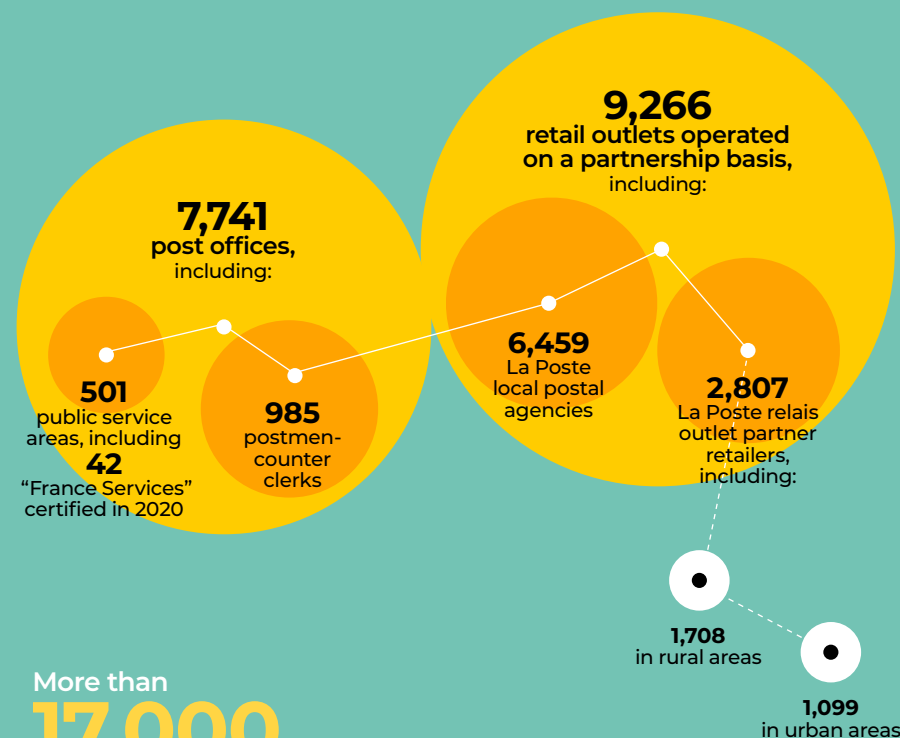 7,741
post offices,
including:
501
public service
areas, including
42
“France Services”
certified in 2020
985
postmen-
counter
clerks
9,266
retail outlets operated
on a partnership basis,
including:
6,459
La Poste
local postal
agencies
2,807
La Poste relais
outlet partner
retailers,
including:
1,708
in rural areas
1,099
in urban areas
More than
17,000